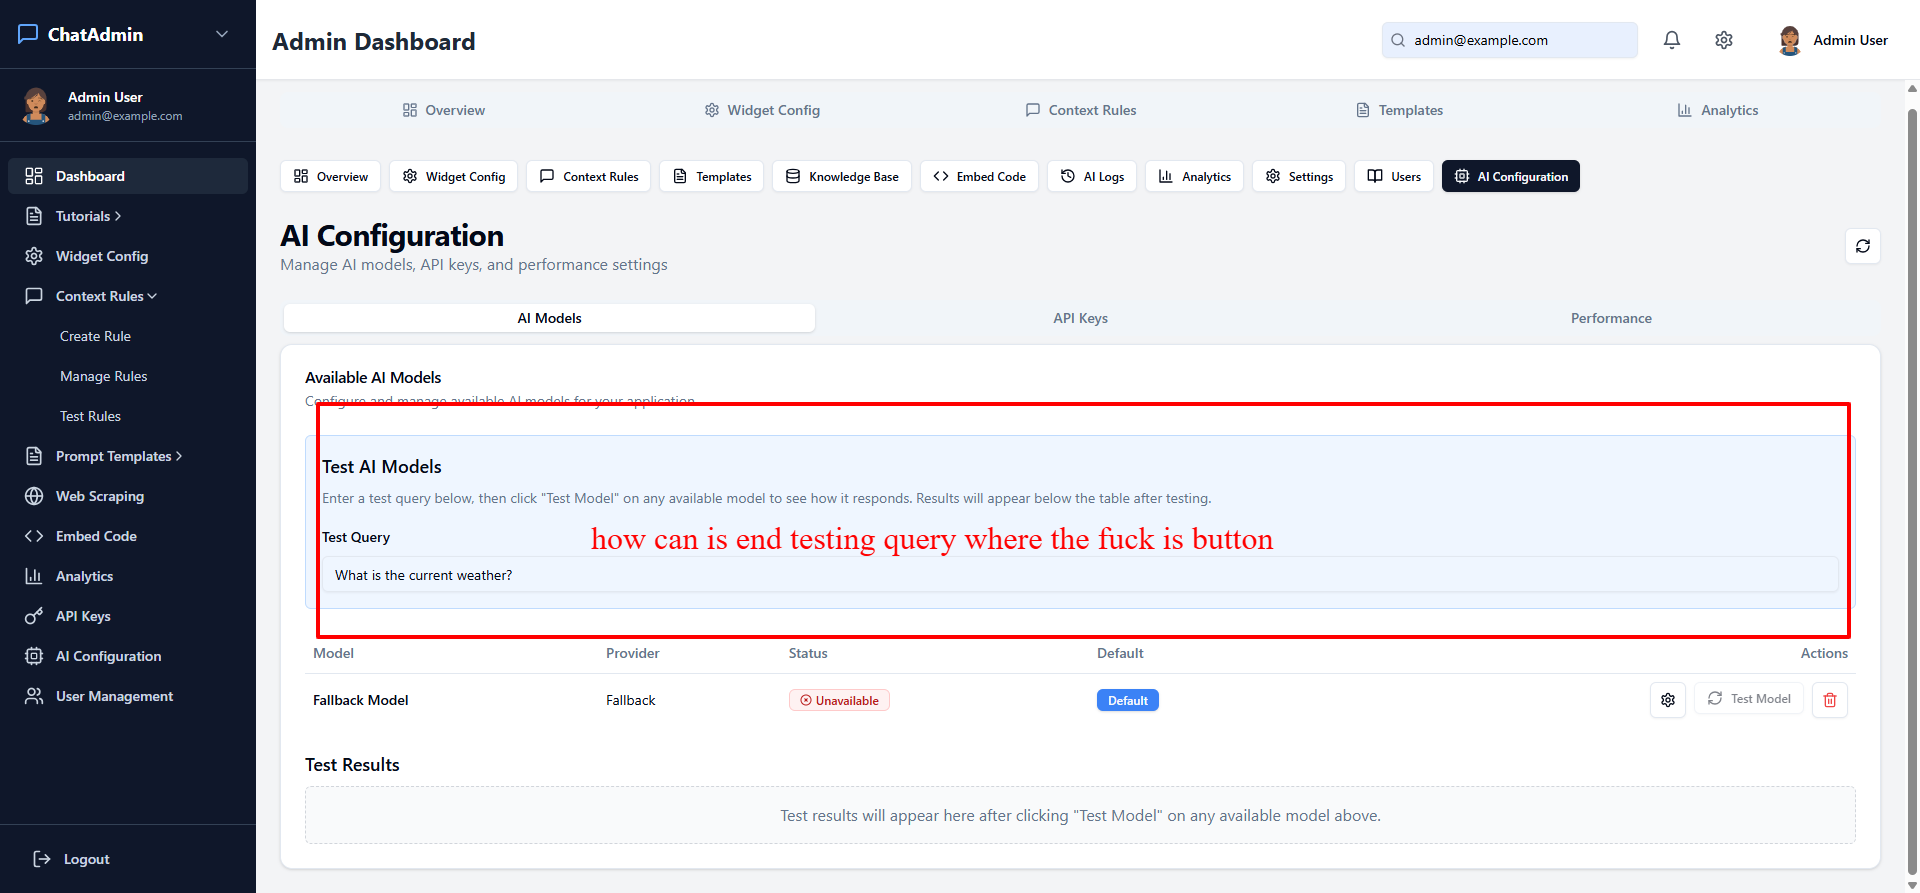 ChatAdmin
Admin User
admin@example.com
Dashboard
Tutorials
Widget Config
Context Rules
Create Rule
Manage Rules
Test Rules
Prompt Templates
Web Scraping
Embed Code
Analytics
API Keys
AI Configuration
User Management
Logout
Admin Dashboard
admin@example.com
Admin User
Overview
Widget Config
Context Rules
Templates
Analytics
Overview
Widget Config
Context Rules
Templates
Knowledge Base
Embed Code
AI Logs
Analytics
Settings
Users
AI Configuration
AI Configuration
Manage AI models, API keys, and performance settings
AI Models
API Keys
Performance
Available AI Models
Configure and manage available AI models for your application
Test AI Models
Enter a test query below, then click "Test Model" on any available model to see how it responds. Results will appear below the table after testing.
how can is end testing query where the fuck is button
Test Query
What is the current weather?
Model Provider Status Default Actions
Fallback Model Fallback Unavailable Default Test Model
Test Results
Test results will appear here after clicking "Test Model" on any available model above.